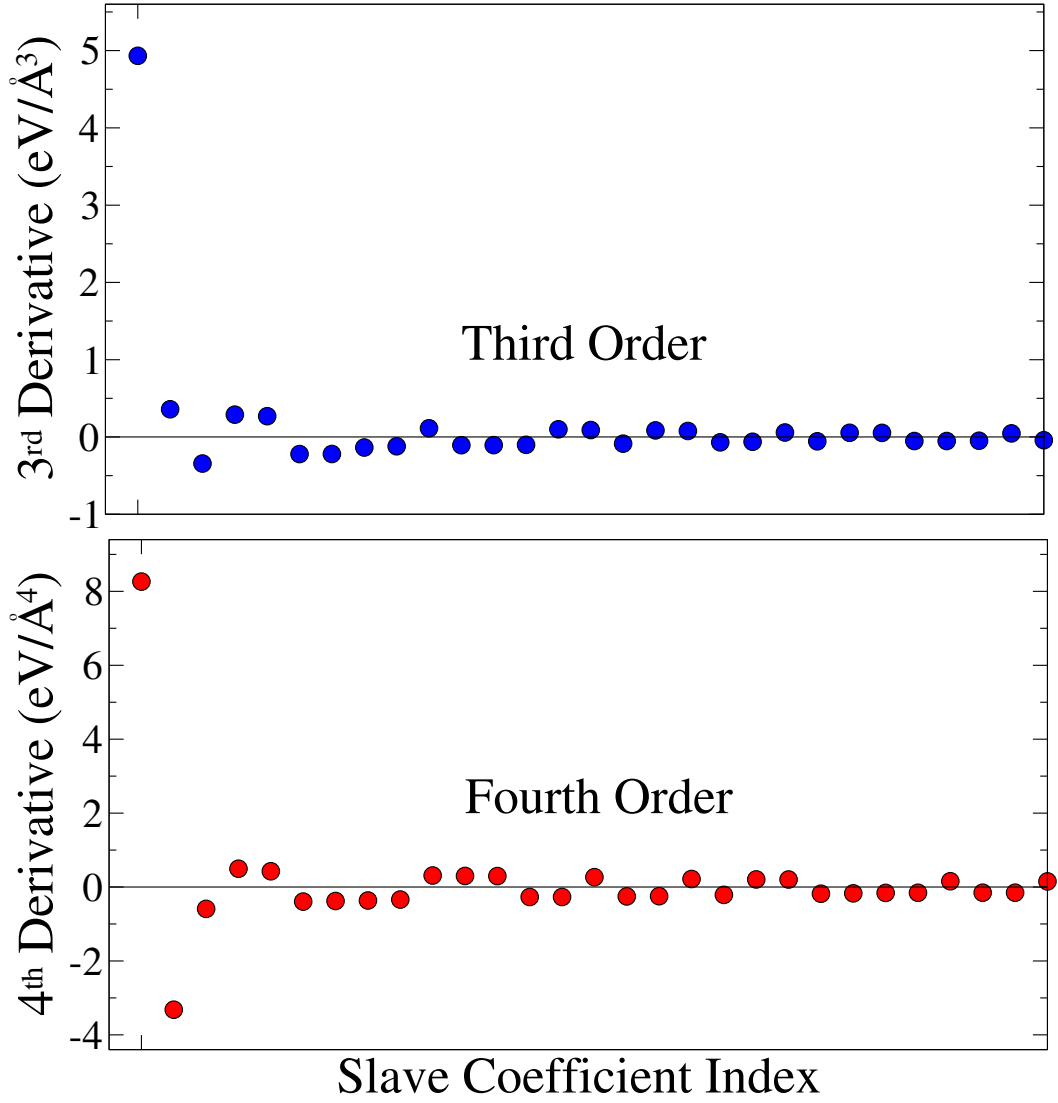 3rd Derivative (eV/Å3)
5
4
3
2
1
0
-1
Third Order
4th Derivative (eV/Å4)
8
6
4
2
0
-2
-4
Fourth Order
Slave Coefficient Index